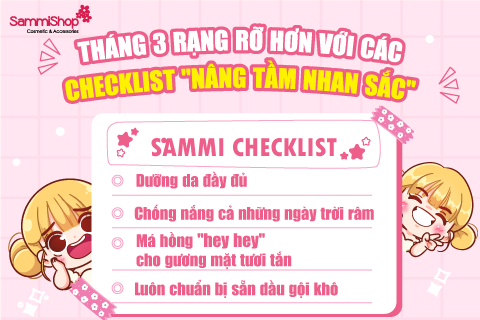 SammiShop
Cosmetic & Accessories
THÁNG 3 RẠNG RỠ HƠN VỚI CÁC
CHECKLIST "NÂNG TẦM NHAN SẮC"
SAMMI CHECKLIST
Dưỡng da đầy đủ
Chống nắng cả những ngày trời râm
Má hồng "hey hey"
cho gương mặt tươi tắn
Luôn chuẩn bị sẵn dầu gội khô